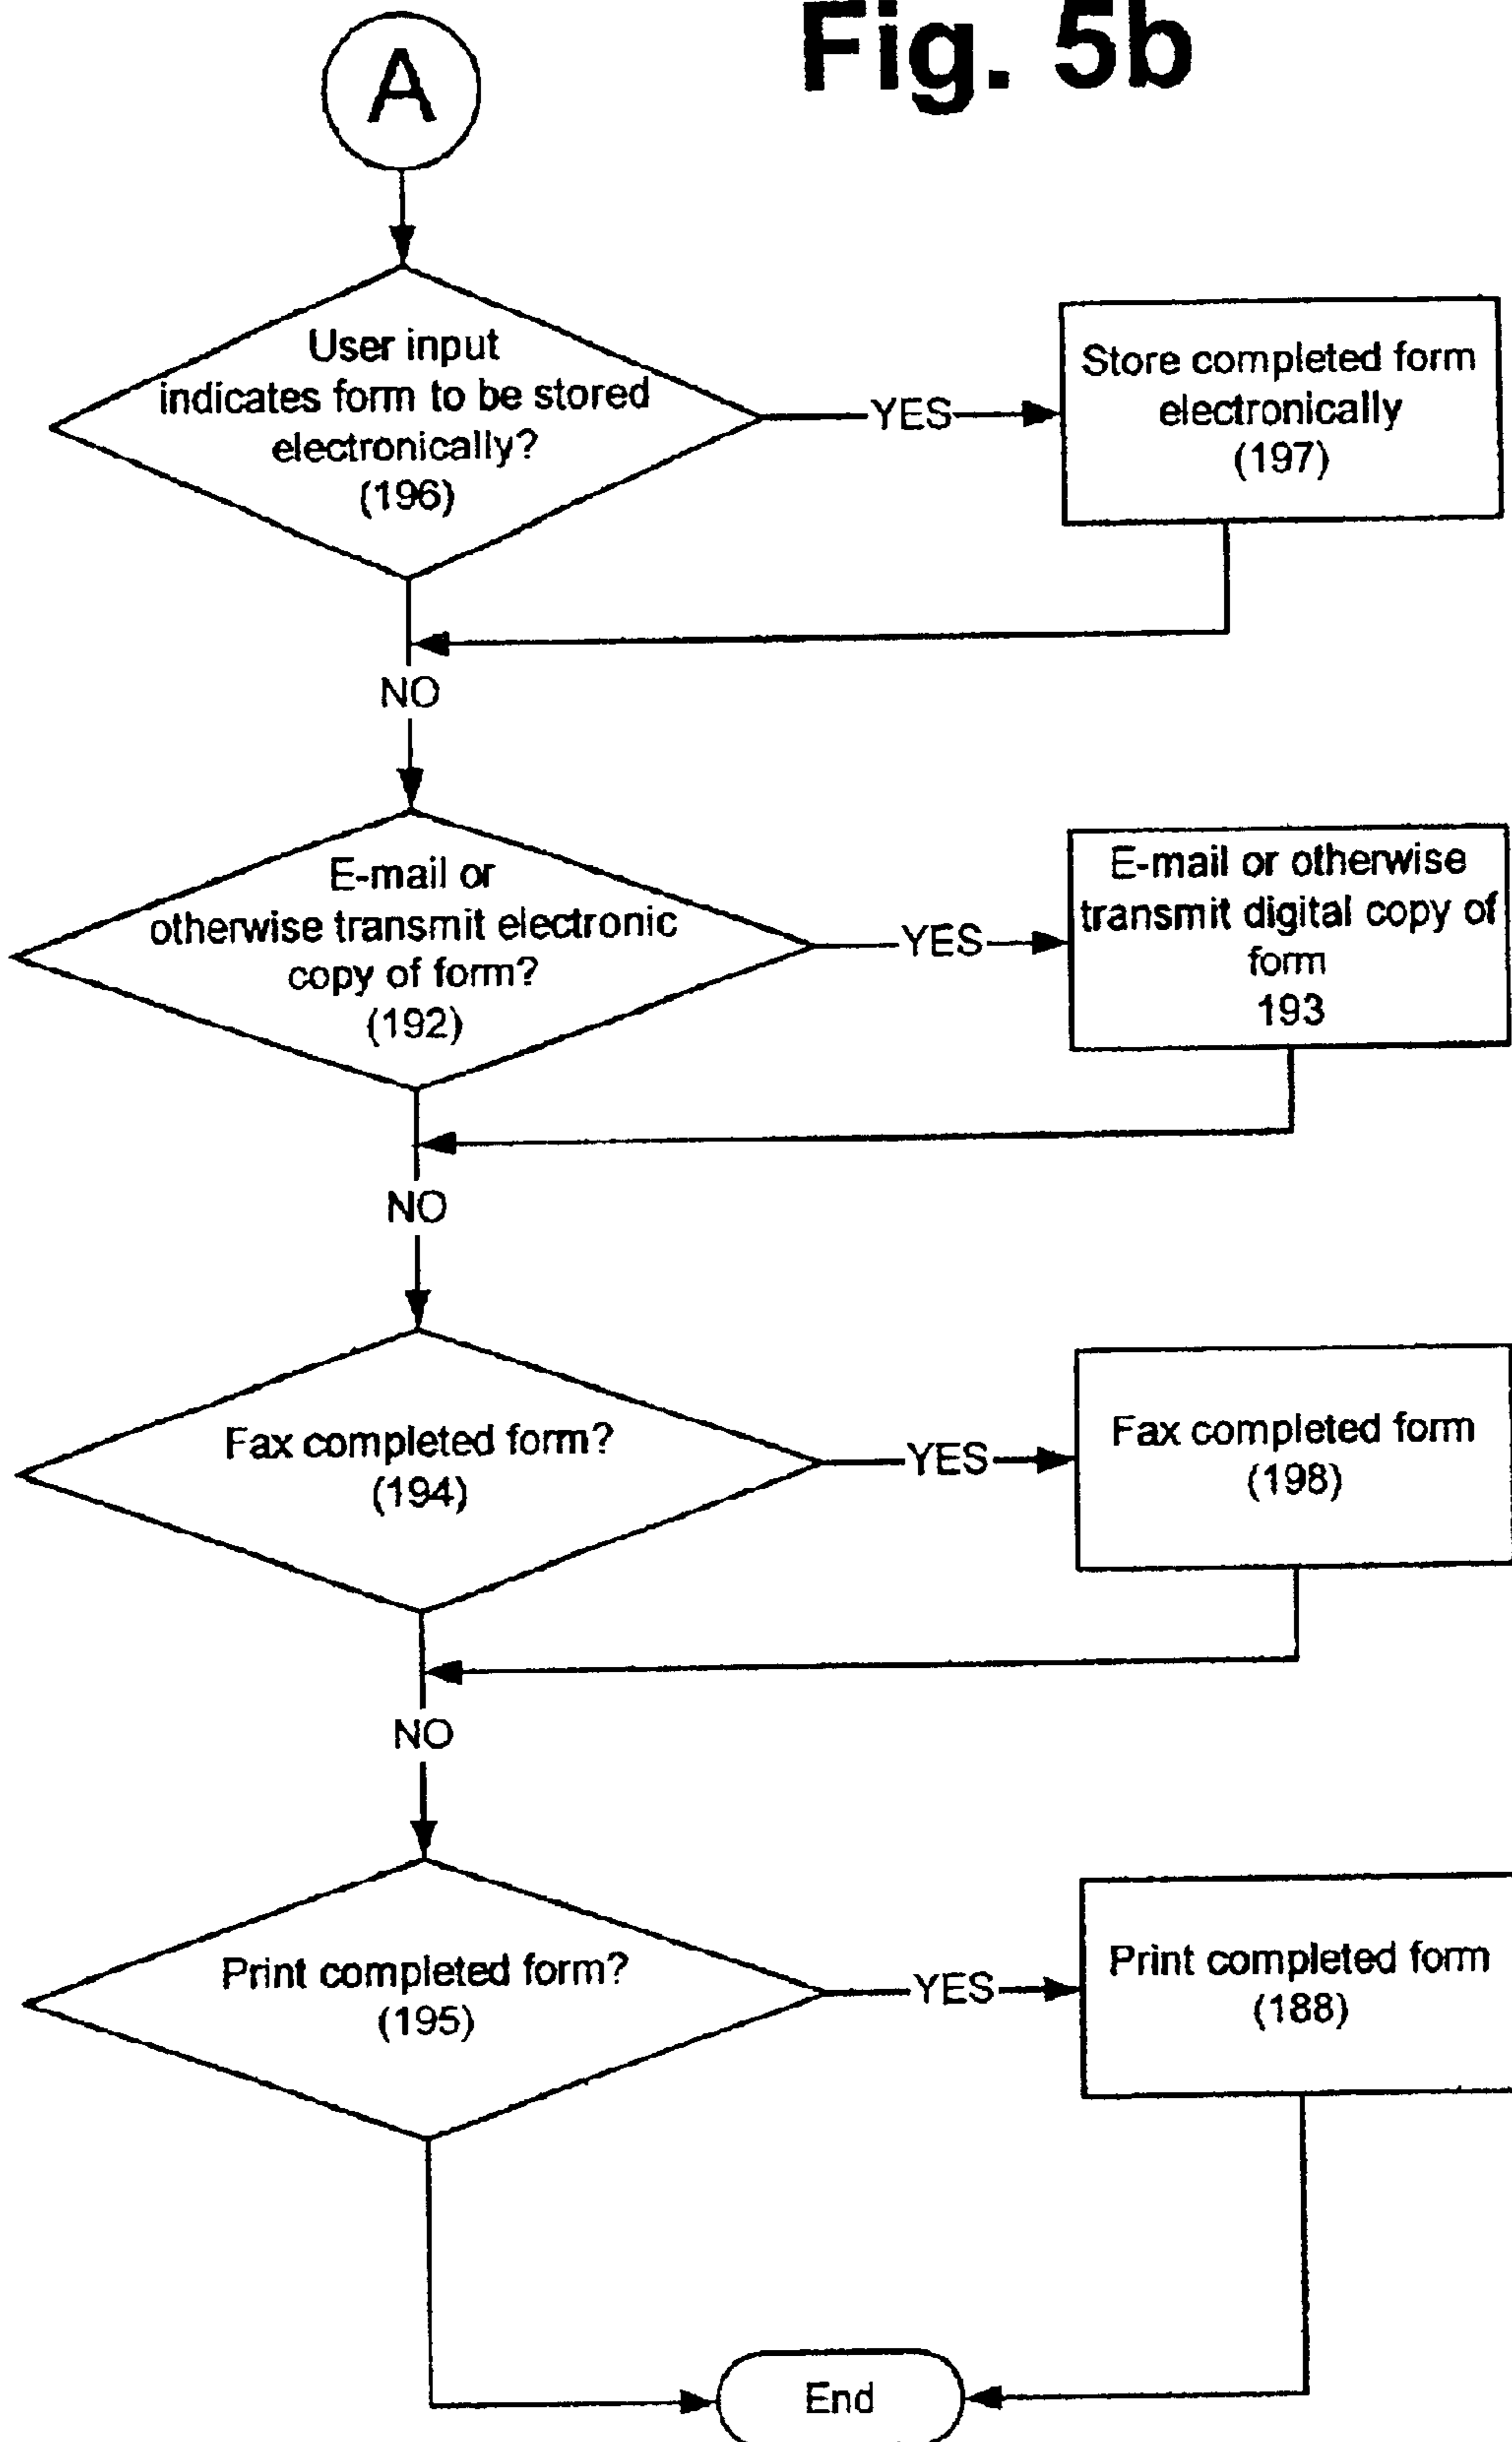 Fig. 5b
A
User input
indicates form to be stored
electronically?
(196)
YES
Store completed form
electronically
(197)
NO
E-mail or
otherwise transmit electronic
copy of form?
(192)
YES
E-mail or otherwise
transmit digital copy of
form
193
NO
Fax completed form?
(194)
YES
Fax completed form
(198)
NO
Print completed form?
(195)
YES
Print completed form
(188)
End